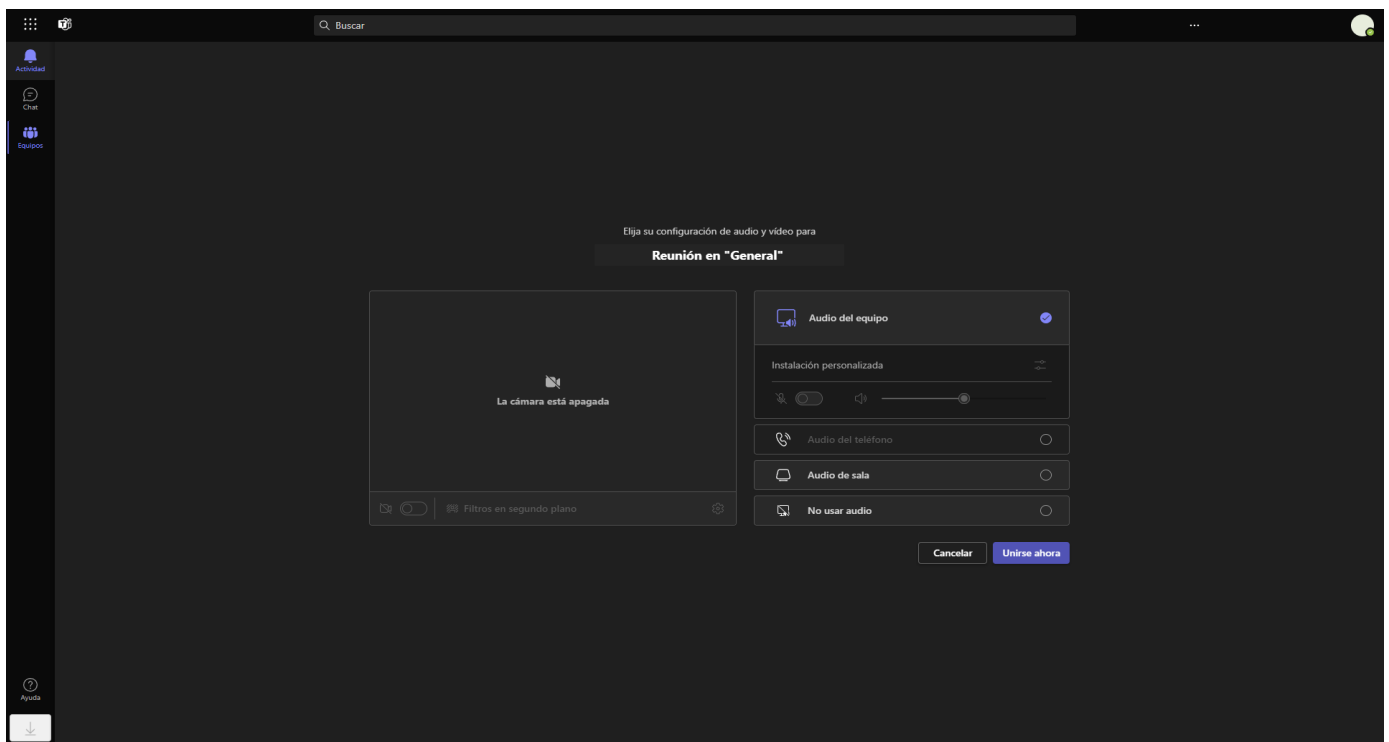 Buscar
Actividad
Chat
Equipos
Elija su configuración de audio y vídeo para
Reunión en "General"
La cámara está apagada
Filtros en segundo plano
Audio del equipo
Instalación personalizada
Audio del teléfono
Audio de sala
No usar audio
Cancelar
Unirse ahora
Ayuda